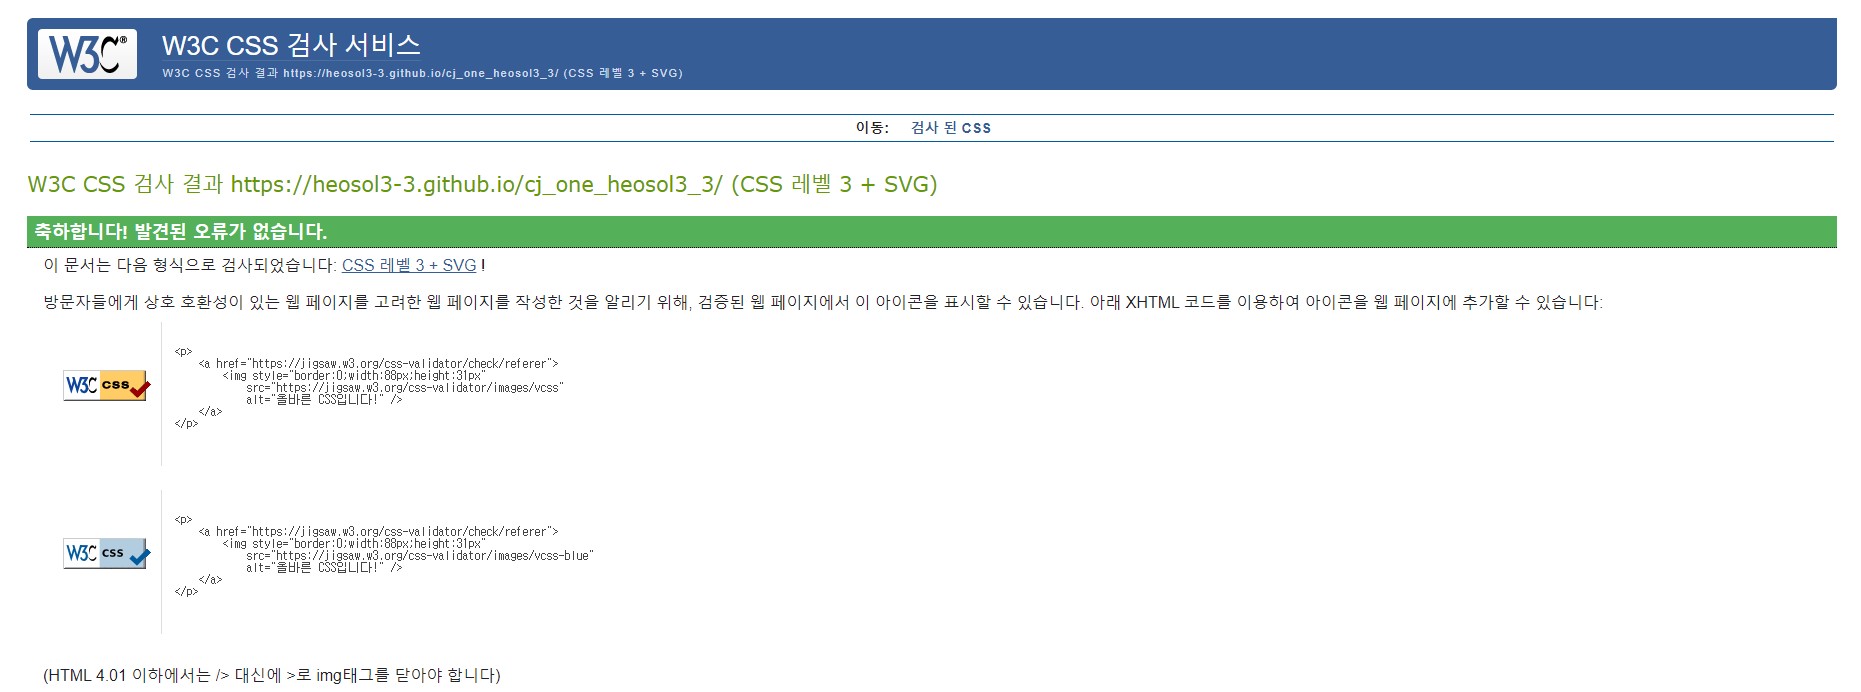 W3C®
W3C CSS 검사 서비스
W3C CSS 검사 결과 https://heosol3-3.github.io/cj_one_heosol3_3/ (CSS 레벨 3 + SVG)
이동: 검사 된 CSS
W3C CSS 검사 결과 https://heosol3-3.github.io/cj_one_heosol3_3/ (CSS 레벨 3 + SVG)
축하합니다! 발견된 오류가 없습니다.
이 문서는 다음 형식으로 검사되었습니다: CSS 레벨 3 + SVG !
방문자들에게 상호 호환성이 있는 웹 페이지를 고려한 웹 페이지를 작성한 것을 알리기 위해, 검증된 웹 페이지에서 이 아이콘을 표시할 수 있습니다. 아래 XHTML 코드를 이용하여 아이콘을 웹 페이지에 추가할 수 있습니다:
W3C css
<p>
<a href="https://jigsaw.w3.org/css-validator/check/referer">
<img style="border:0;width:88px;height:31px"
src="https://jigsaw.w3.org/css-validator/images/vcss"
alt="올바른 CSS입니다!" />
</a>
</p>
W3C css
<p>
<a href="https://jigsaw.w3.org/css-validator/check/referer">
<img style="border:0;width:88px;height:31px"
src="https://jigsaw.w3.org/css-validator/images/vcss-blue"
alt="올바른 CSS입니다!" />
</a>
</p>
(HTML 4.01 이하에서는 /> 대신에 >로 img태그를 닫아야 합니다)